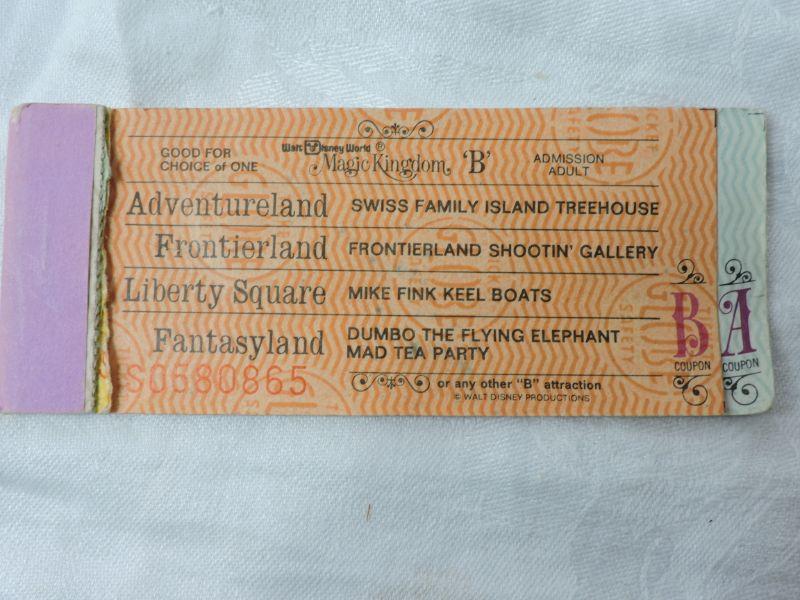 GOOD FOR
CHOICE of ONE
Walt Disney World ®
Magic Kingdom 'B'
ADMISSION
ADULT
Adventureland SWISS FAMILY ISLAND TREEHOUSE
Frontierland FRONTIERLAND SHOOTIN' GALLERY
Liberty Square MIKE FINK KEEL BOATS
Fantasyland DUMBO THE FLYING ELEPHANT
MAD TEA PARTY
S0580865
or any other "B" attraction
© WALT DISNEY PRODUCTIONS
B
COUPON
A
COUPON